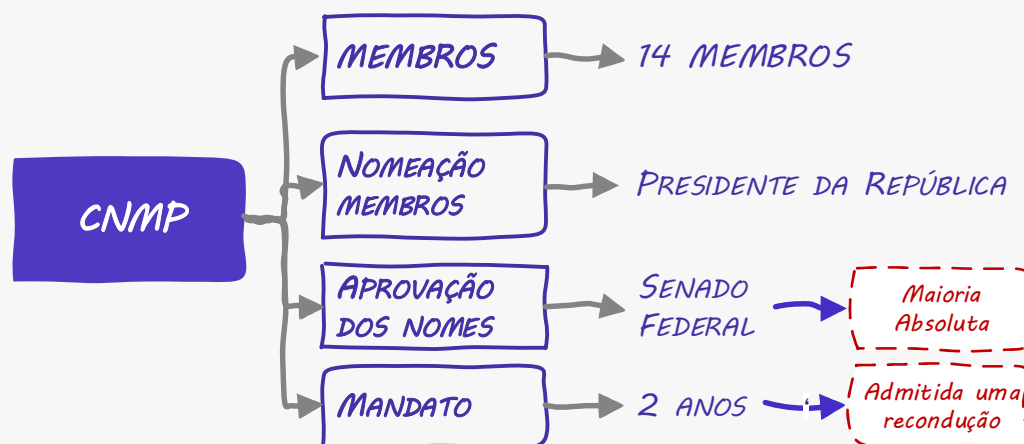 CNMP
MEMBROS
14 MEMBROS
NOMEAÇÃO
MEMBROS
PRESIDENTE DA REPÚBLICA
APROVAÇÃO
DOS NOMES
SENADO
FEDERAL
Maioria
Absoluta
MANDATO
2 ANOS
Admitida uma
recondução